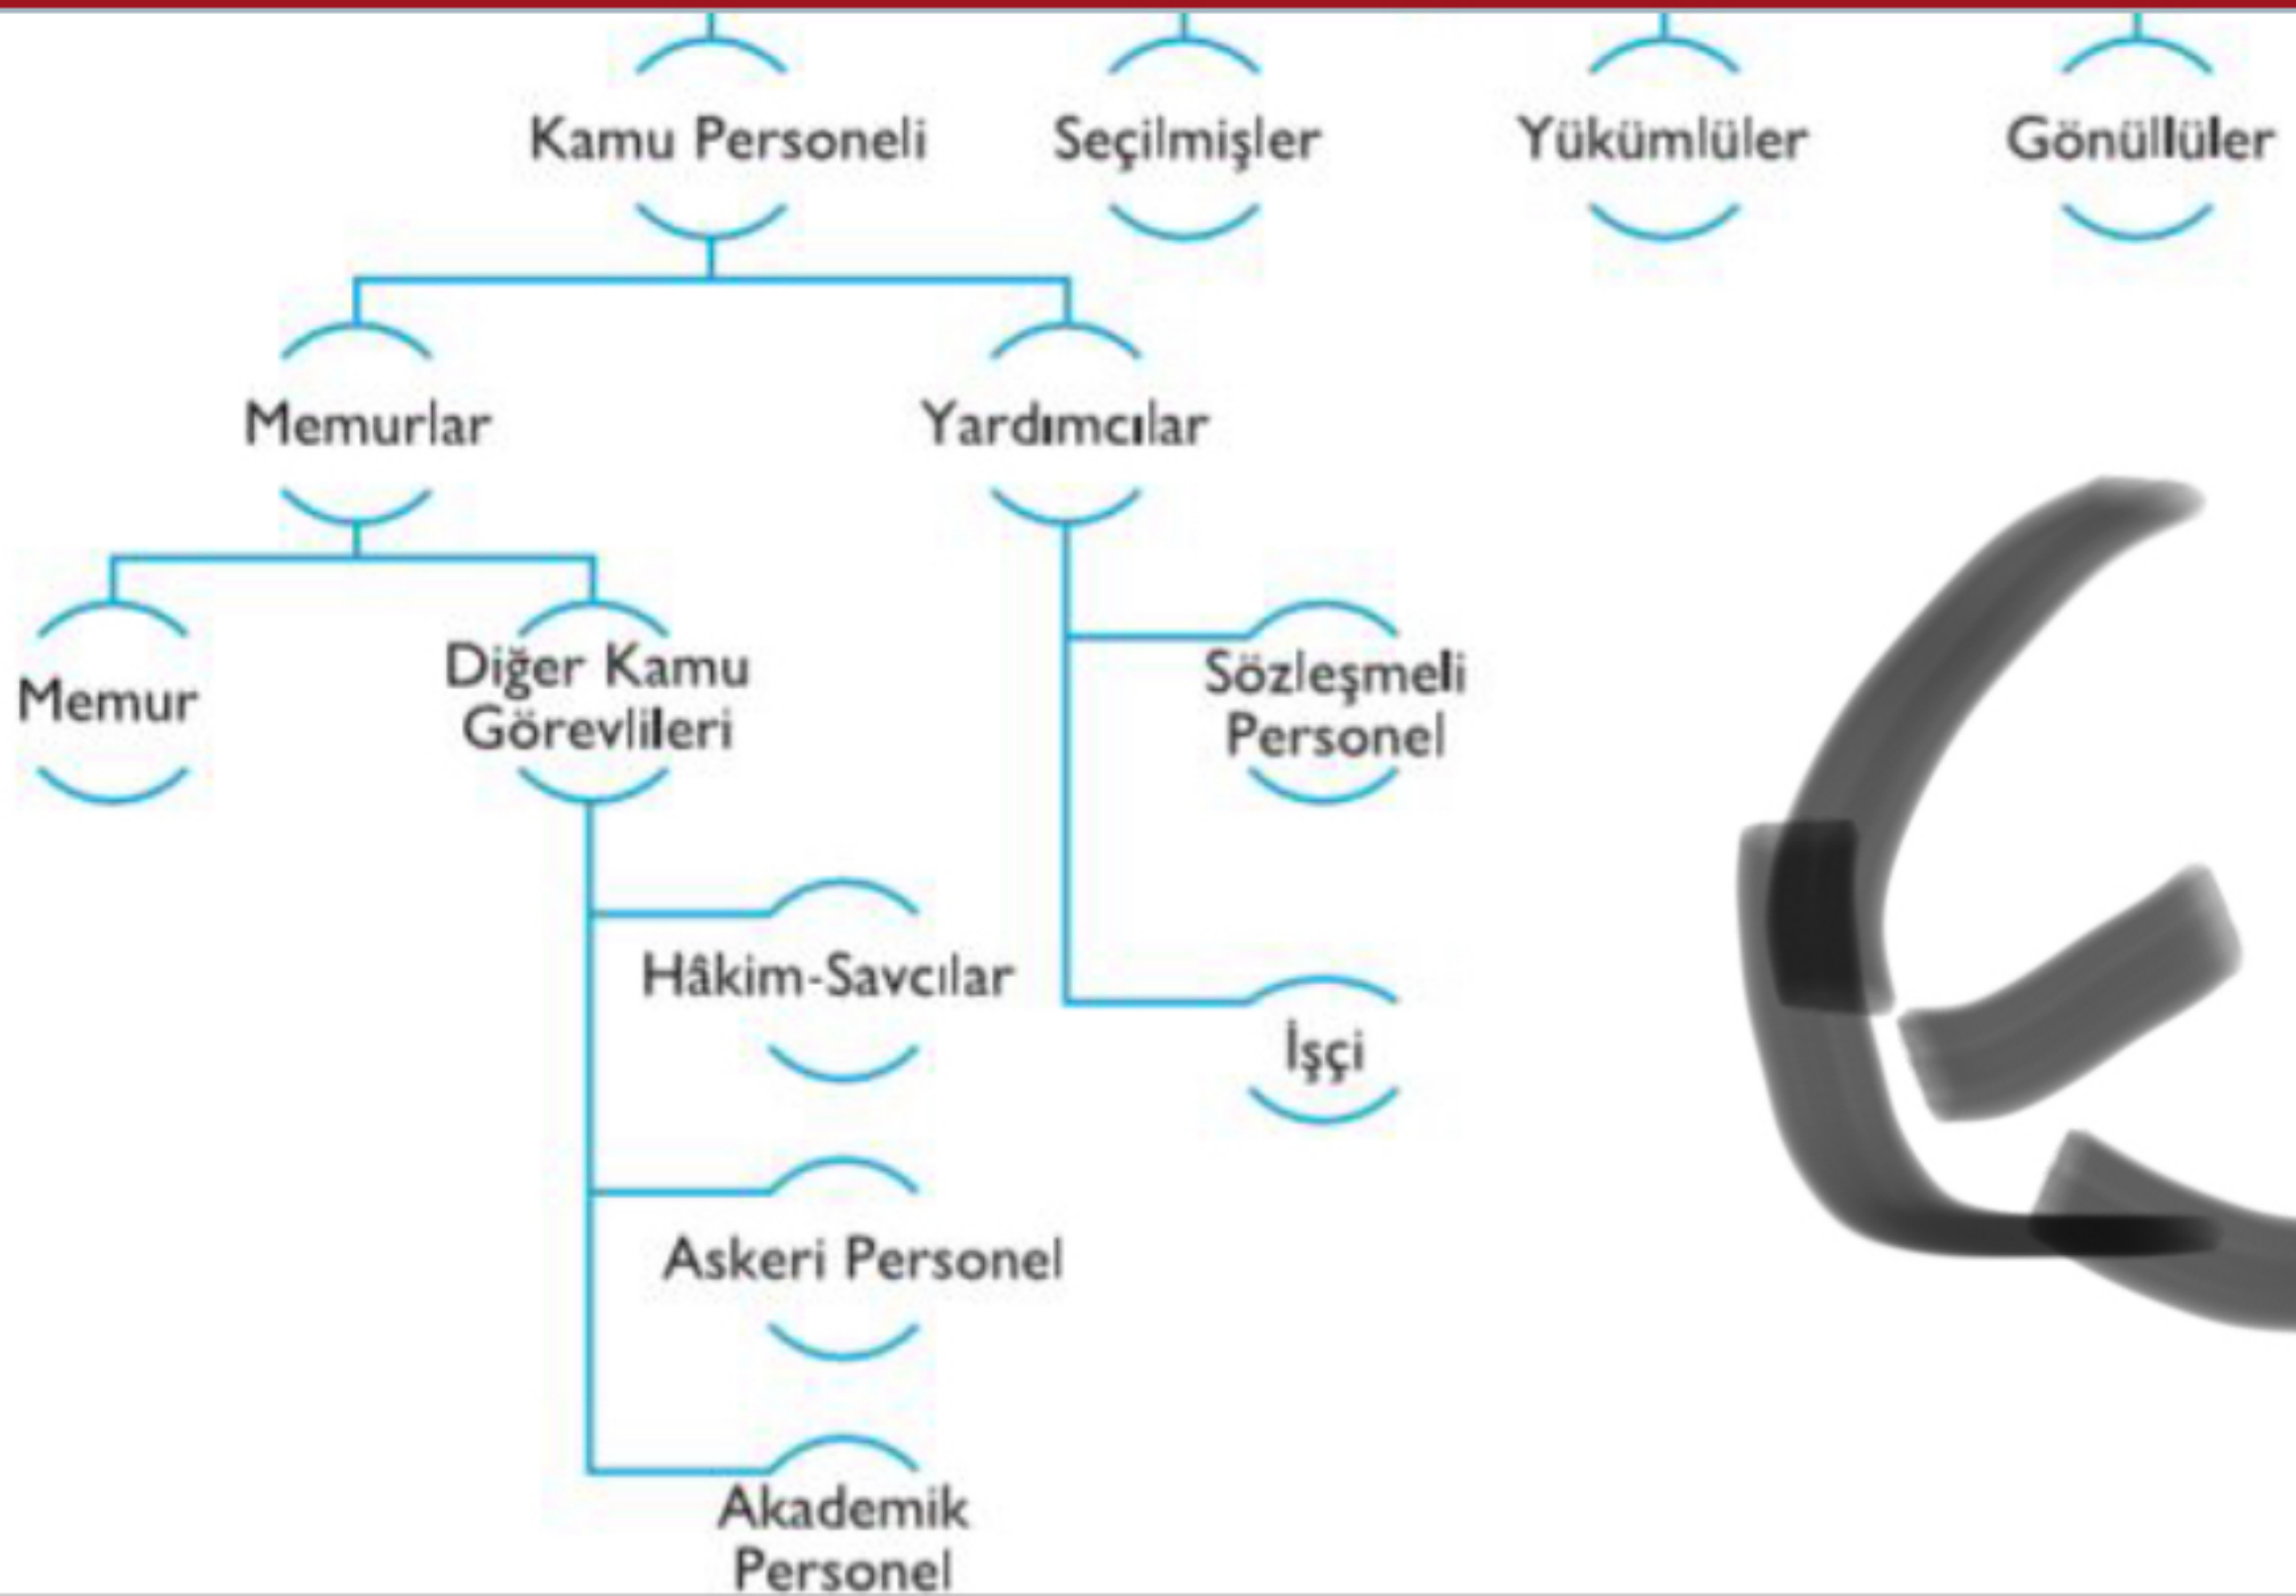 Kamu Personeli
Seçilmişler
Yükümlüler
Gönüllüler
Memurlar
Yardımcılar
Memur
Diğer Kamu
Görevlileri
Sözleşmeli
Personel
Hâkim-Savcılar
İşçi
Askeri Personel
Akademik
Personel